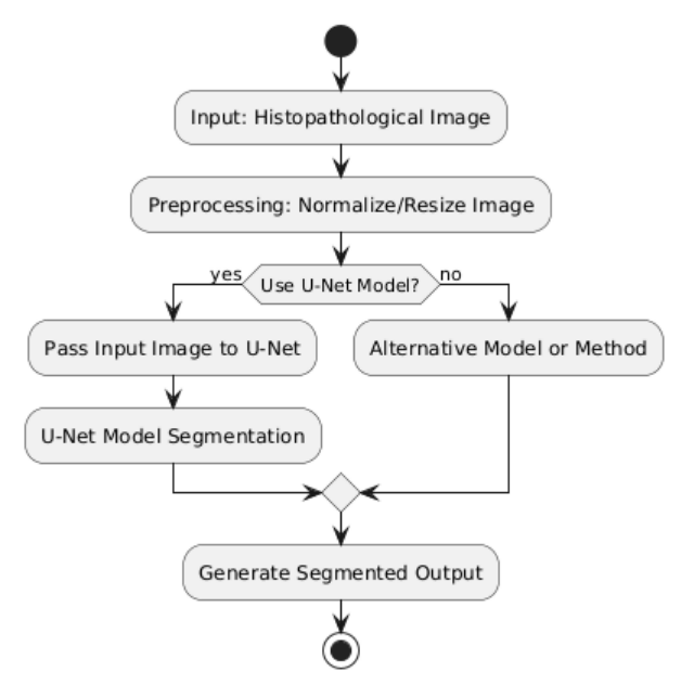 Input: Histopathological Image
Preprocessing: Normalize/Resize Image
yes
Use U-Net Model?
no
Pass Input Image to U-Net
Alternative Model or Method
U-Net Model Segmentation
Generate Segmented Output